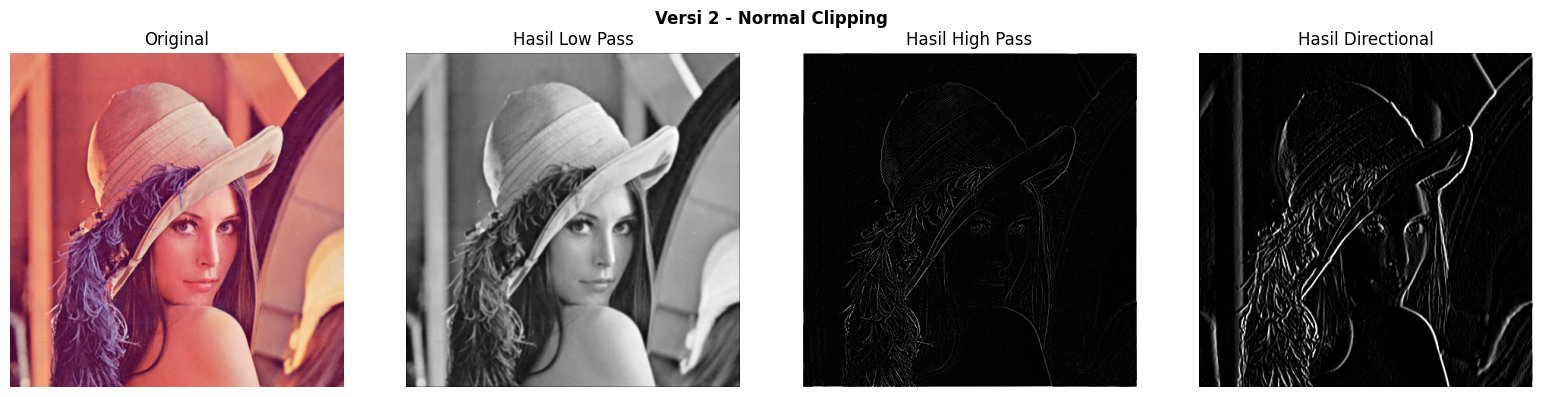 Versi 2 - Normal Clipping
Original
Hasil Low Pass
Hasil High Pass
Hasil Directional